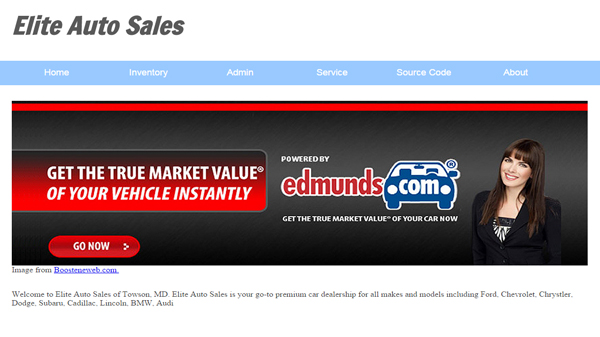 Elite Auto Sales
Home Inventory Admin Service Source Code About
GET THE TRUE MARKET VALUE®
OF YOUR VEHICLE INSTANTLY
GO NOW
POWERED BY
edmunds.com®
GET THE TRUE MARKET VALUE® OF YOUR CAR NOW
Image from Boosteneweb.com.
Welcome to Elite Auto Sales of Towson, MD. Elite Auto Sales is your go-to premium car dealership for all makes and models including Ford, Chevrolet, Chrystler,
Dodge, Subaru, Cadillac, Lincoln, BMW, Audi